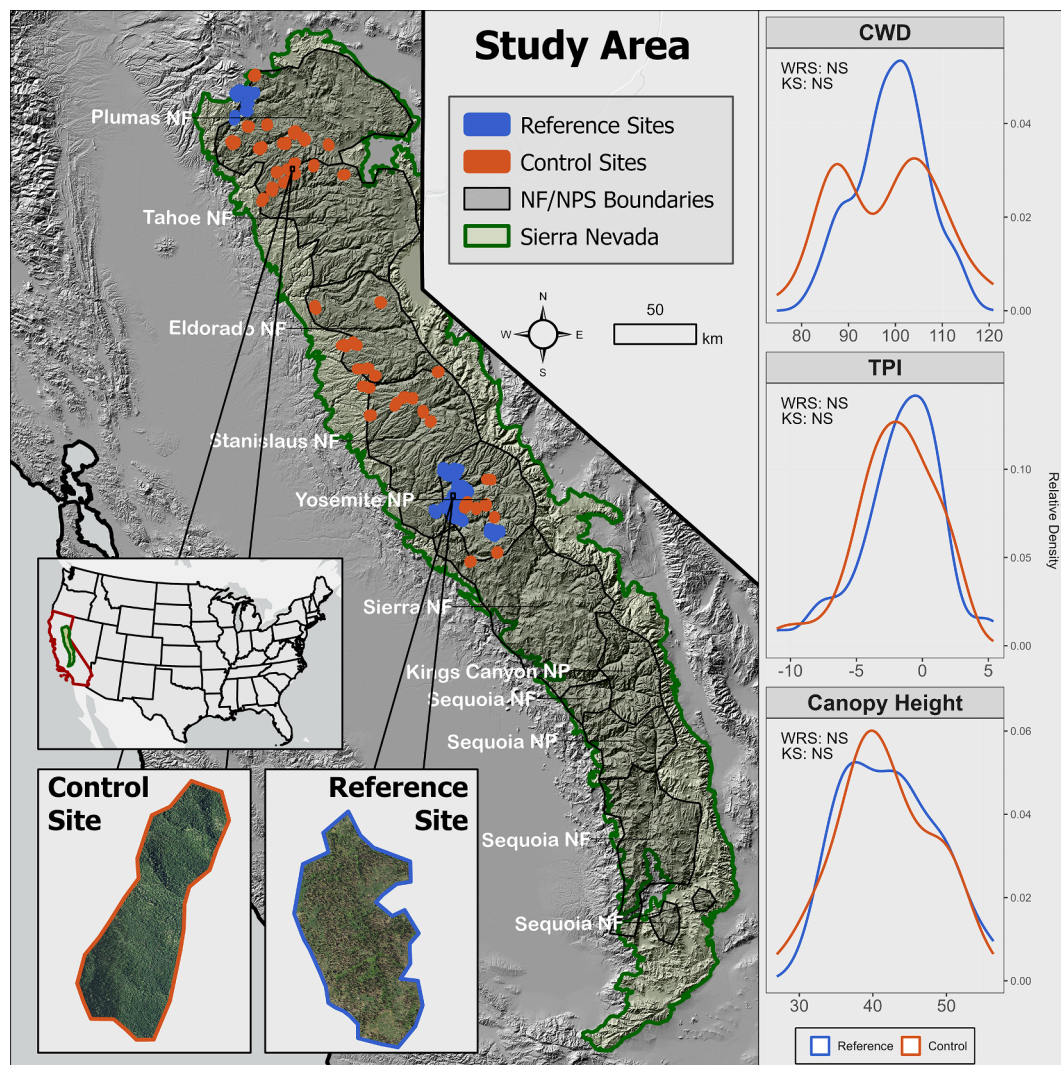 Study Area
Reference Sites
Control Sites
NF/NPS Boundaries
Sierra Nevada
N
W
E
S
50
km
Plumas NF
Tahoe NF
Eldorado NF
Stanislaus NF
Yosemite NP
Sierra NF
Kings Canyon NP
Sequoia NF
Sequoia NP
Sequoia NF
Sequoia NF
Control
Site
Reference
Site
CWD
WRS: NS
KS: NS
0.04
0.02
0.00
80
90
100
110
120
TPI
WRS: NS
KS: NS
0.10
0.05
0.00
-10
-5
0
5
Relative Density
Canopy Height
WRS: NS
KS: NS
0.06
0.04
0.02
0.00
30
40
50
Reference
Control